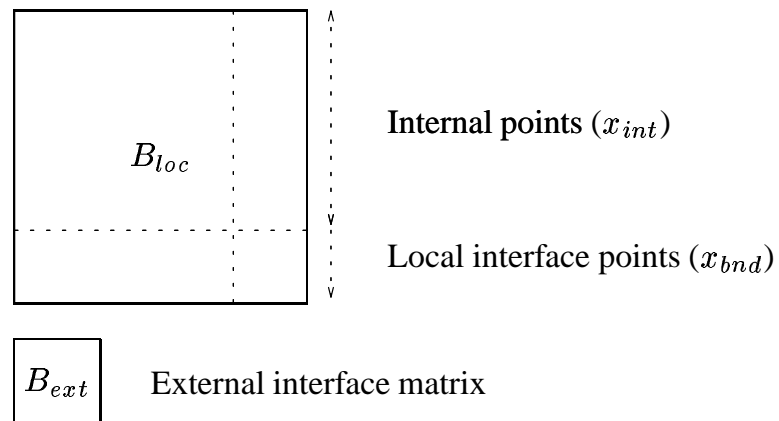 Internal points (x_int)
B_loc
Local interface points (x_bnd)
B_ext External interface matrix